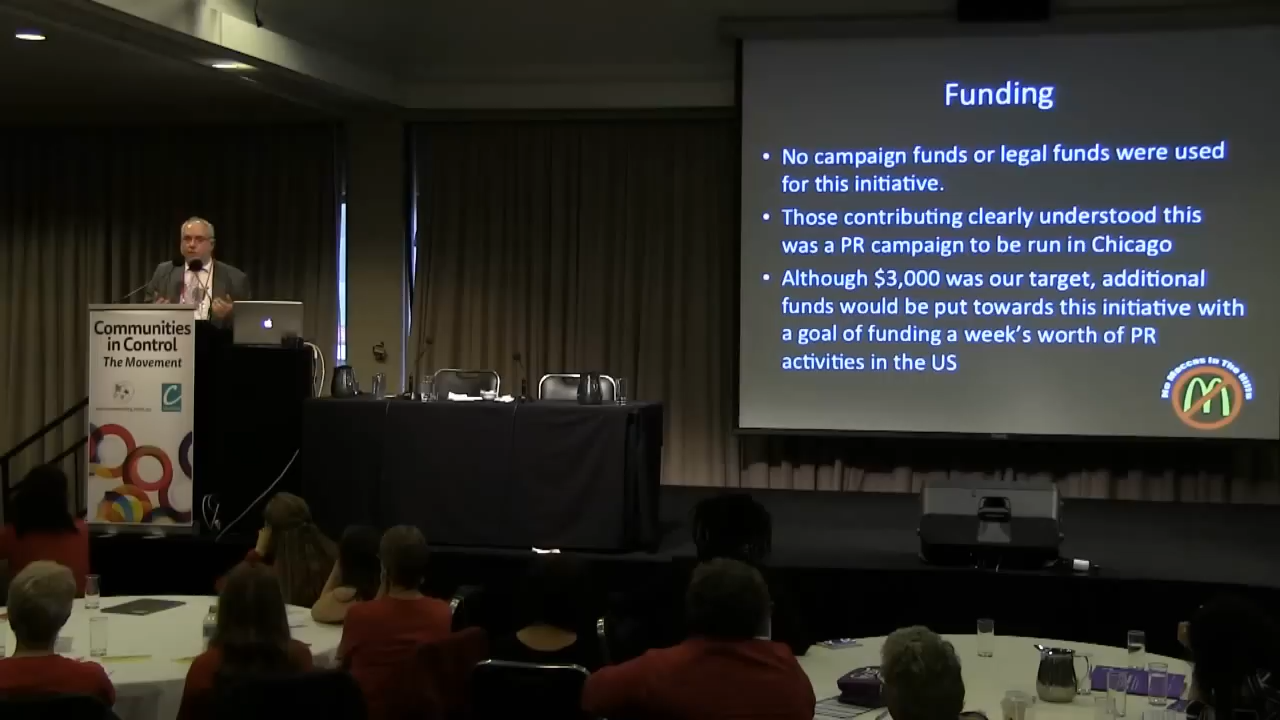 Funding
• No campaign funds or legal funds were used
for this initiative.
• Those contributing clearly understood this
was a PR campaign to be run in Chicago
• Although $3,000 was our target, additional
funds would be put towards this initiative with
a goal of funding a week's worth of PR
activities in the US
No Maccas In The Hills
Communities
in Control
The Movement